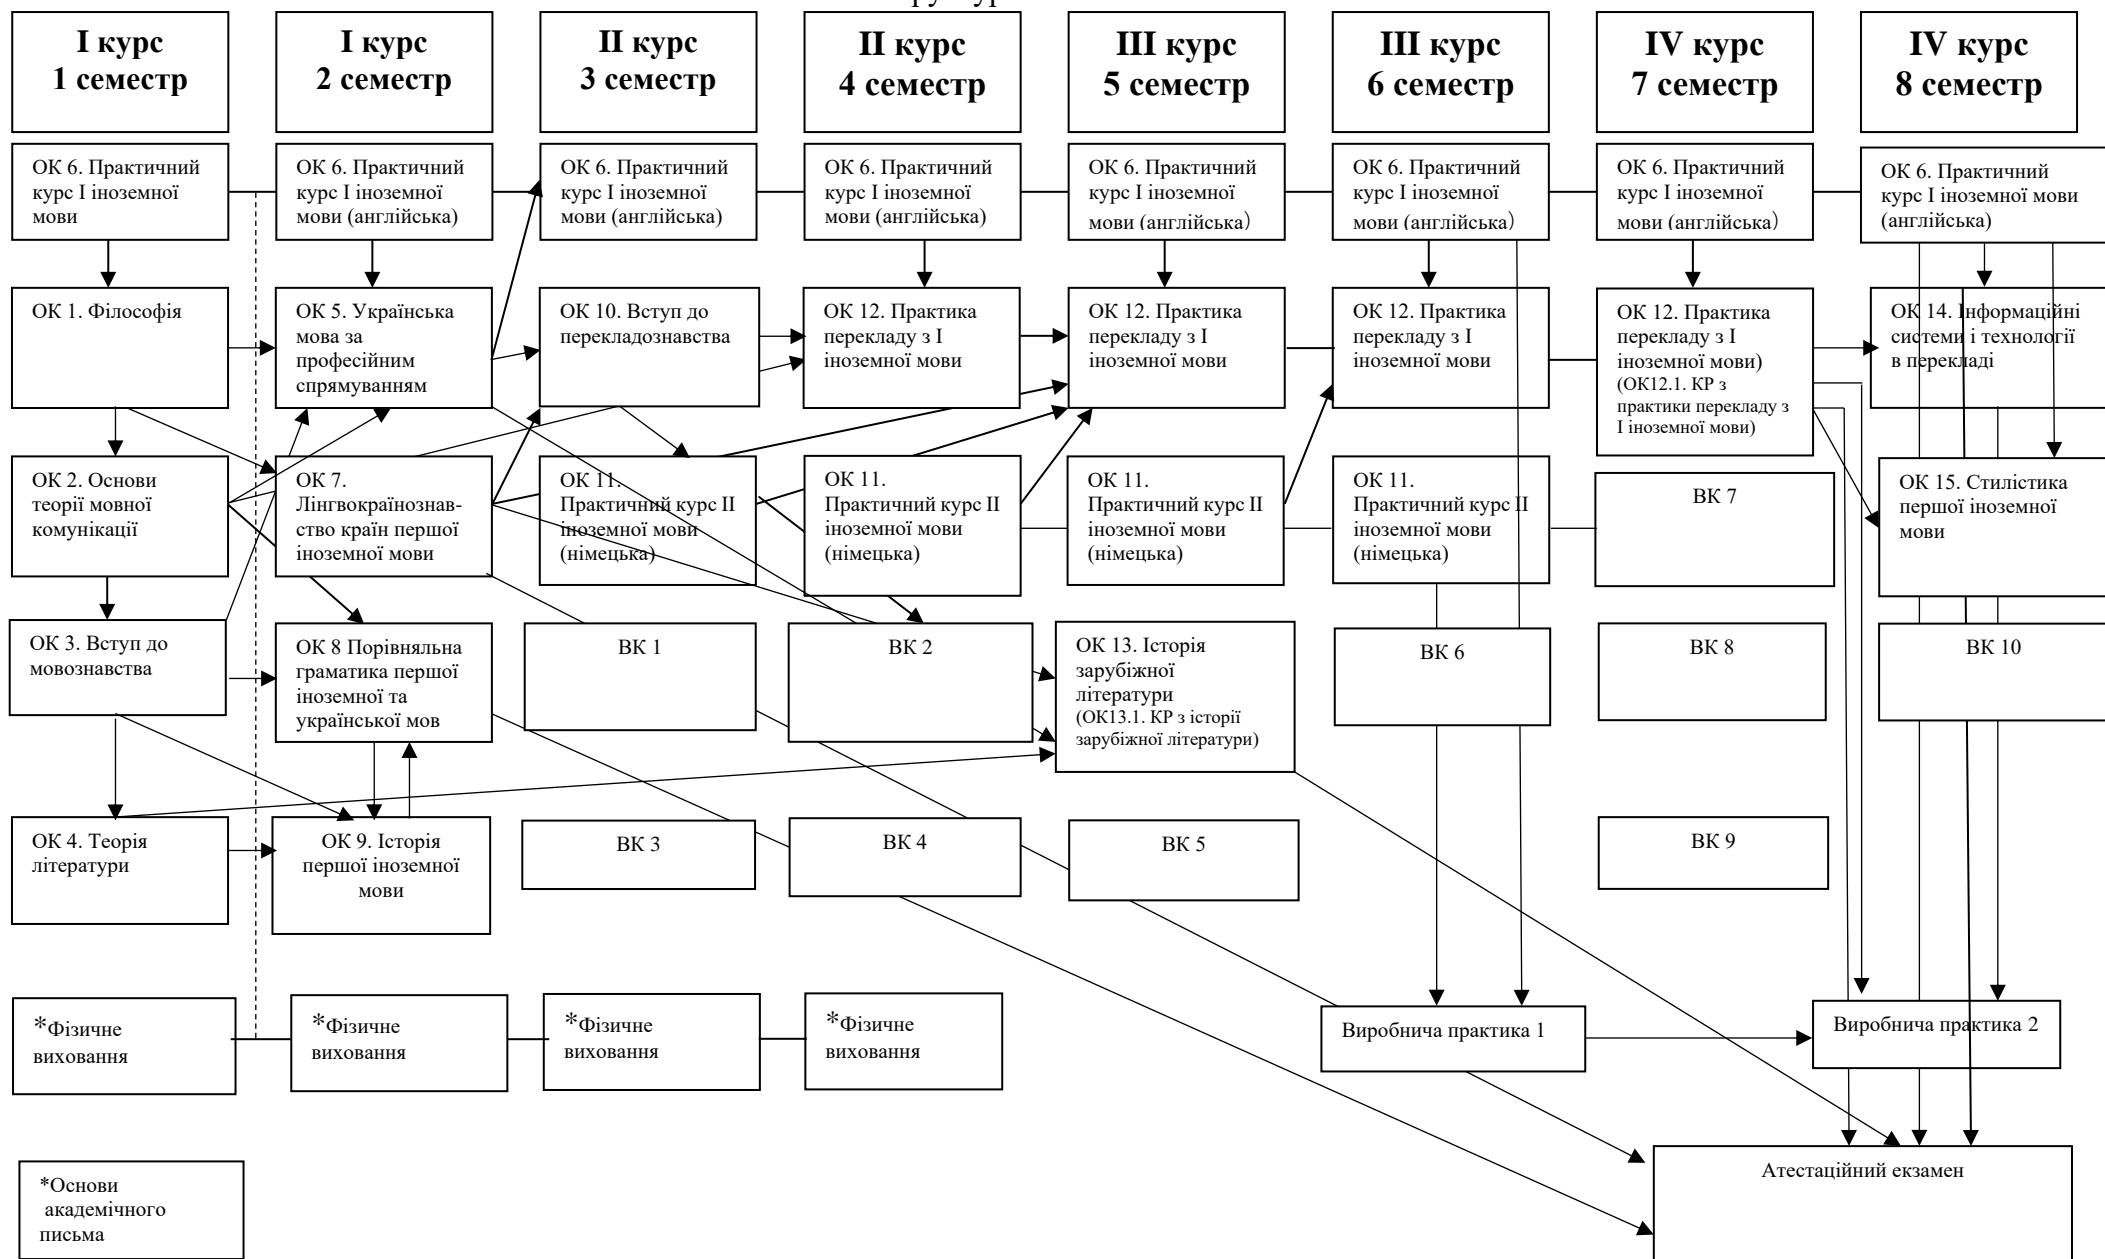 І курс
1 семестр
І курс
2 семестр
ІІ курс
3 семестр
ІІ курс
4 семестр
ІІІ курс
5 семестр
ІІІ курс
6 семестр
IV курс
7 семестр
IV курс
8 семестр
ОК 6. Практичний
курс І іноземної
мови
ОК 6. Практичний
курс І іноземної
мови (англійська)
ОК 6. Практичний
курс І іноземної
мови (англійська)
ОК 6. Практичний
курс І іноземної
мови (англійська)
ОК 6. Практичний
курс І іноземної
мови (англійська)
ОК 6. Практичний
курс І іноземної
мови (англійська)
ОК 6. Практичний
курс І іноземної
мови (англійська)
ОК 6. Практичний
курс І іноземної мови
(англійська)
ОК 1. Філософія
ОК 5. Українська
мова за
професійним
спрямуванням
ОК 10. Вступ до
перекладознавства
ОК 12. Практика
перекладу з І
іноземної мови
ОК 12. Практика
перекладу з І
іноземної мови
ОК 12. Практика
перекладу з І
іноземної мови
ОК 12. Практика
перекладу з І
іноземної мови)
(ОК12.1. КР з
практики перекладу з
І іноземної мови)
ОК 14. Інформаційні
системи і технології
в перекладі
ОК 2. Основи
теорії мовної
комунікації
ОК 7.
Лінгвокраїнознав-
ство країн першої
іноземної мови
ОК 11.
Практичний курс ІІ
іноземної мови
(німецька)
ОК 11.
Практичний курс ІІ
іноземної мови
(німецька)
ОК 11.
Практичний курс ІІ
іноземної мови
(німецька)
ОК 11.
Практичний курс ІІ
іноземної мови
(німецька)
ВК 7
ОК 15. Стилістика
першої іноземної
мови
ОК 3. Вступ до
мовознавства
ОК 8 Порівняльна
граматика першої
іноземної та
української мов
ВК 1
ВК 2
ОК 13. Історія
зарубіжної
літератури
(ОК13.1. КР з історії
зарубіжної літератури)
ВК 6
ВК 8
ВК 10
ОК 4. Теорія
літератури
ОК 9. Історія
першої іноземної
мови
ВК 3
ВК 4
ВК 5
ВК 9
*Фізичне
виховання
*Фізичне
виховання
*Фізичне
виховання
*Фізичне
виховання
Виробнича практика 1
Виробнича практика 2
*Основи
академічного
письма
Атестаційний екзамен